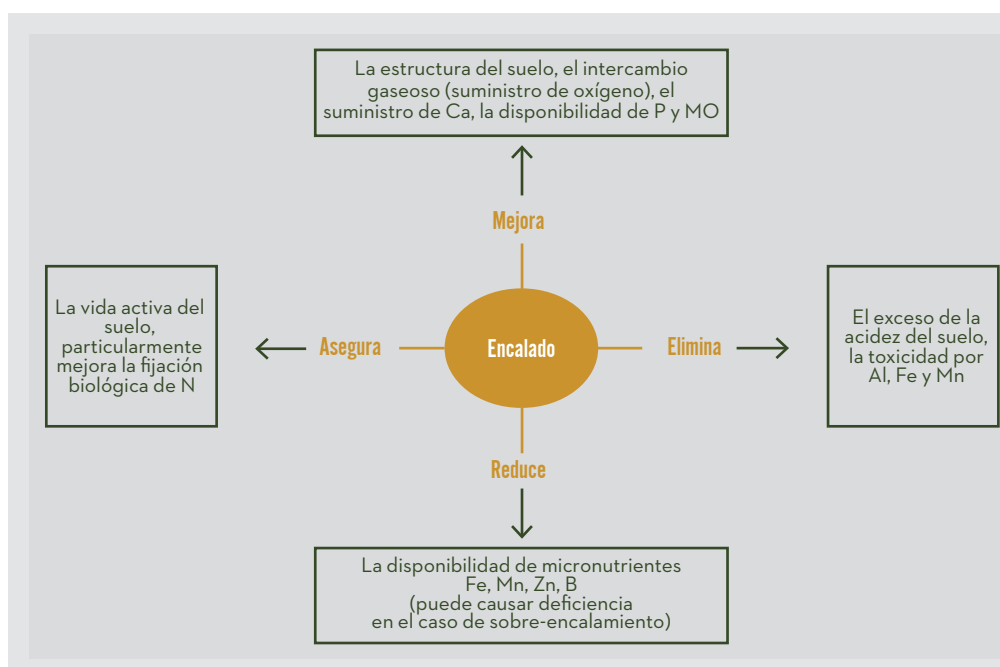 La estructura del suelo, el intercambio
gaseoso (suministro de oxígeno), el
suministro de Ca, la disponibilidad de P y MO
Mejora
La vida activa del
suelo,
particularmente
mejora la fijación
biológica de N
Asegura
Encalado
Elimina
El exceso de la
acidez del suelo,
la toxicidad por
Al, Fe y Mn
Reduce
La disponibilidad de micronutrientes
Fe, Mn, Zn, B
(puede causar deficiencia
en el caso de sobre-encalamiento)